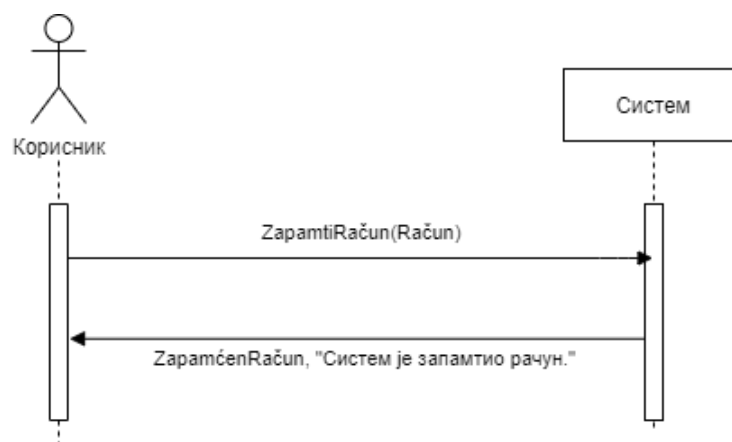 Корисник
Систем
ZapamtiRačun(Račun)
ZapamćenRačun, "Систем је запамтио рачун."